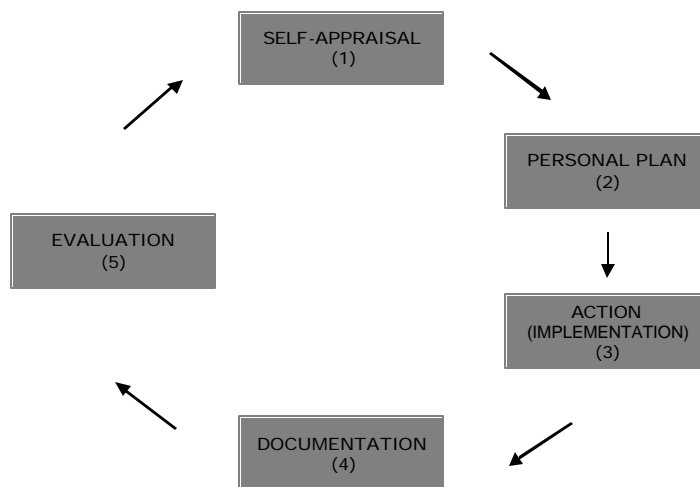 SELF-APPRAISAL
(1)
PERSONAL PLAN
(2)
EVALUATION
(5)
ACTION
(IMPLEMENTATION)
(3)
DOCUMENTATION
(4)